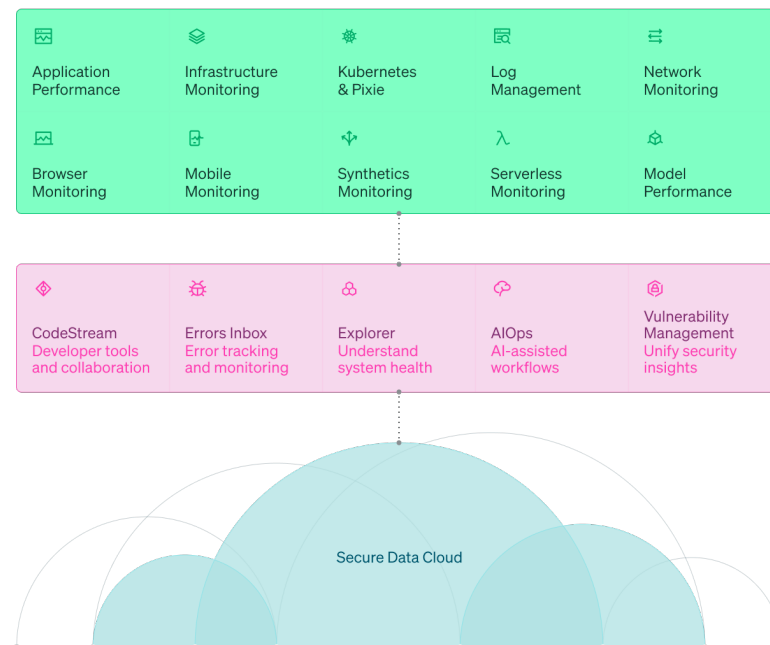 Application
Performance
Infrastructure
Monitoring
Kubernetes
& Pixie
Log
Management
Network
Monitoring
Browser
Monitoring
Mobile
Monitoring
Synthetics
Monitoring
Serverless
Monitoring
Model
Performance
CodeStream
Developer tools
and collaboration
Errors Inbox
Error tracking
and monitoring
Explorer
Understand
system health
AIOps
AI-assisted
workflows
Vulnerability
Management
Unify security
insights
Secure Data Cloud